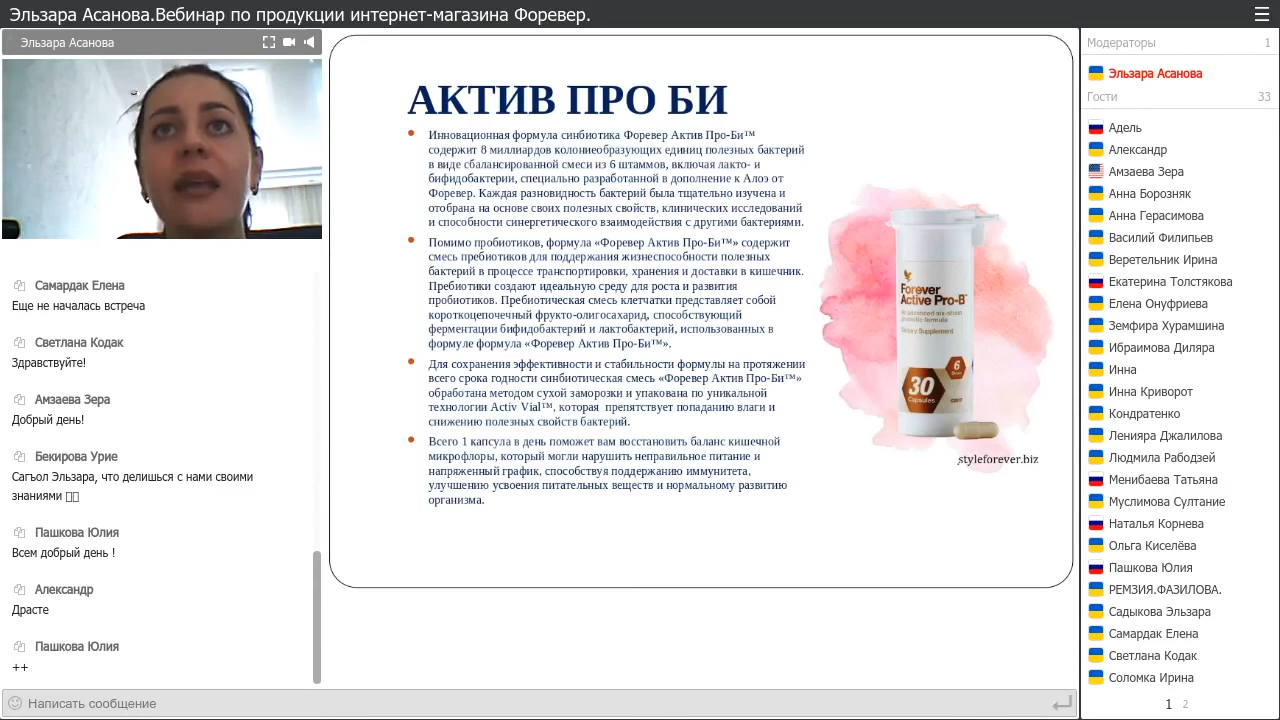 Эльзара Асанова.Вебинар по продукции интернет-магазина Форевер.
Эльзара Асанова
Самардак Елена
Еще не началась встреча
Светлана Кодак
Здравствуйте!
Амзаева Зера
Добрый день!
Бекирова Урие
Сагъол Эльзара, что делишься с нами своими
знаниями
Пашкова Юлия
Всем добрый день !
Александр
Драсте
Пашкова Юлия
++
Написать сообщение
АКТИВ ПРО БИ
Инновационная формула синбиотика Форевер Актив Про-Би™
содержит 8 миллиардов колониеобразующих единиц полезных бактерий
в виде сбалансированной смеси из 6 штаммов, включая лакто- и
бифидобактерии, специально разработанной в дополнение к Алоэ от
Форевер. Каждая разновидность бактерий была тщательно изучена и
отобрана на основе своих полезных свойств, клинических исследований
и способности синергетического взаимодействия с другими бактериями.
Помимо пробиотиков, формула «Форевер Актив Про-Би™» содержит
смесь пребиотиков для поддержания жизнеспособности полезных
бактерий в процессе транспортировки, хранения и доставки в кишечник.
Пребиотики создают идеальную среду для роста и развития
пробиотиков. Пребиотическая смесь клетчатки представляет собой
короткоцепочечный фрукто-олигосахарид, способствующий
ферментации бифидобактерий и лактобактерий, использованных в
формуле формула «Форевер Актив Про-Би™».
Для сохранения эффективности и стабильности формулы на протяжении
всего срока годности синбиотическая смесь «Форевер Актив Про-Би™»
обработана методом сухой заморозки и упакована по уникальной
технологии Activ Vial™, которая препятствует попаданию влаги и
снижению полезных свойств бактерий.
Всего 1 капсула в день поможет вам восстановить баланс кишечной
микрофлоры, который могли нарушить неправильное питание и
напряженный график, способствуя поддержанию иммунитета,
улучшению усвоения питательных веществ и нормальному развитию
организма.
Forever
Active Pro-B™
Dietary Supplement
30
Capsules
6
styleforever.biz
Модераторы 1
Эльзара Асанова
Гости 33
Адель
Александр
Амзаева Зера
Анна Борозняк
Анна Герасимова
Василий Филипьев
Веретельник Ирина
Екатерина Толстякова
Елена Онуфриева
Земфира Хурамшина
Ибраимова Диляра
Инна
Инна Криворот
Кондратенко
Ленияра Джалилова
Людмила Рабодзей
Менибаева Татьяна
Муслимова Султание
Наталья Корнева
Ольга Киселёва
Пашкова Юлия
РЕМЗИЯ.ФАЗИЛОВА.
Садыкова Эльзара
Самардак Елена
Светлана Кодак
Соломка Ирина
1 2